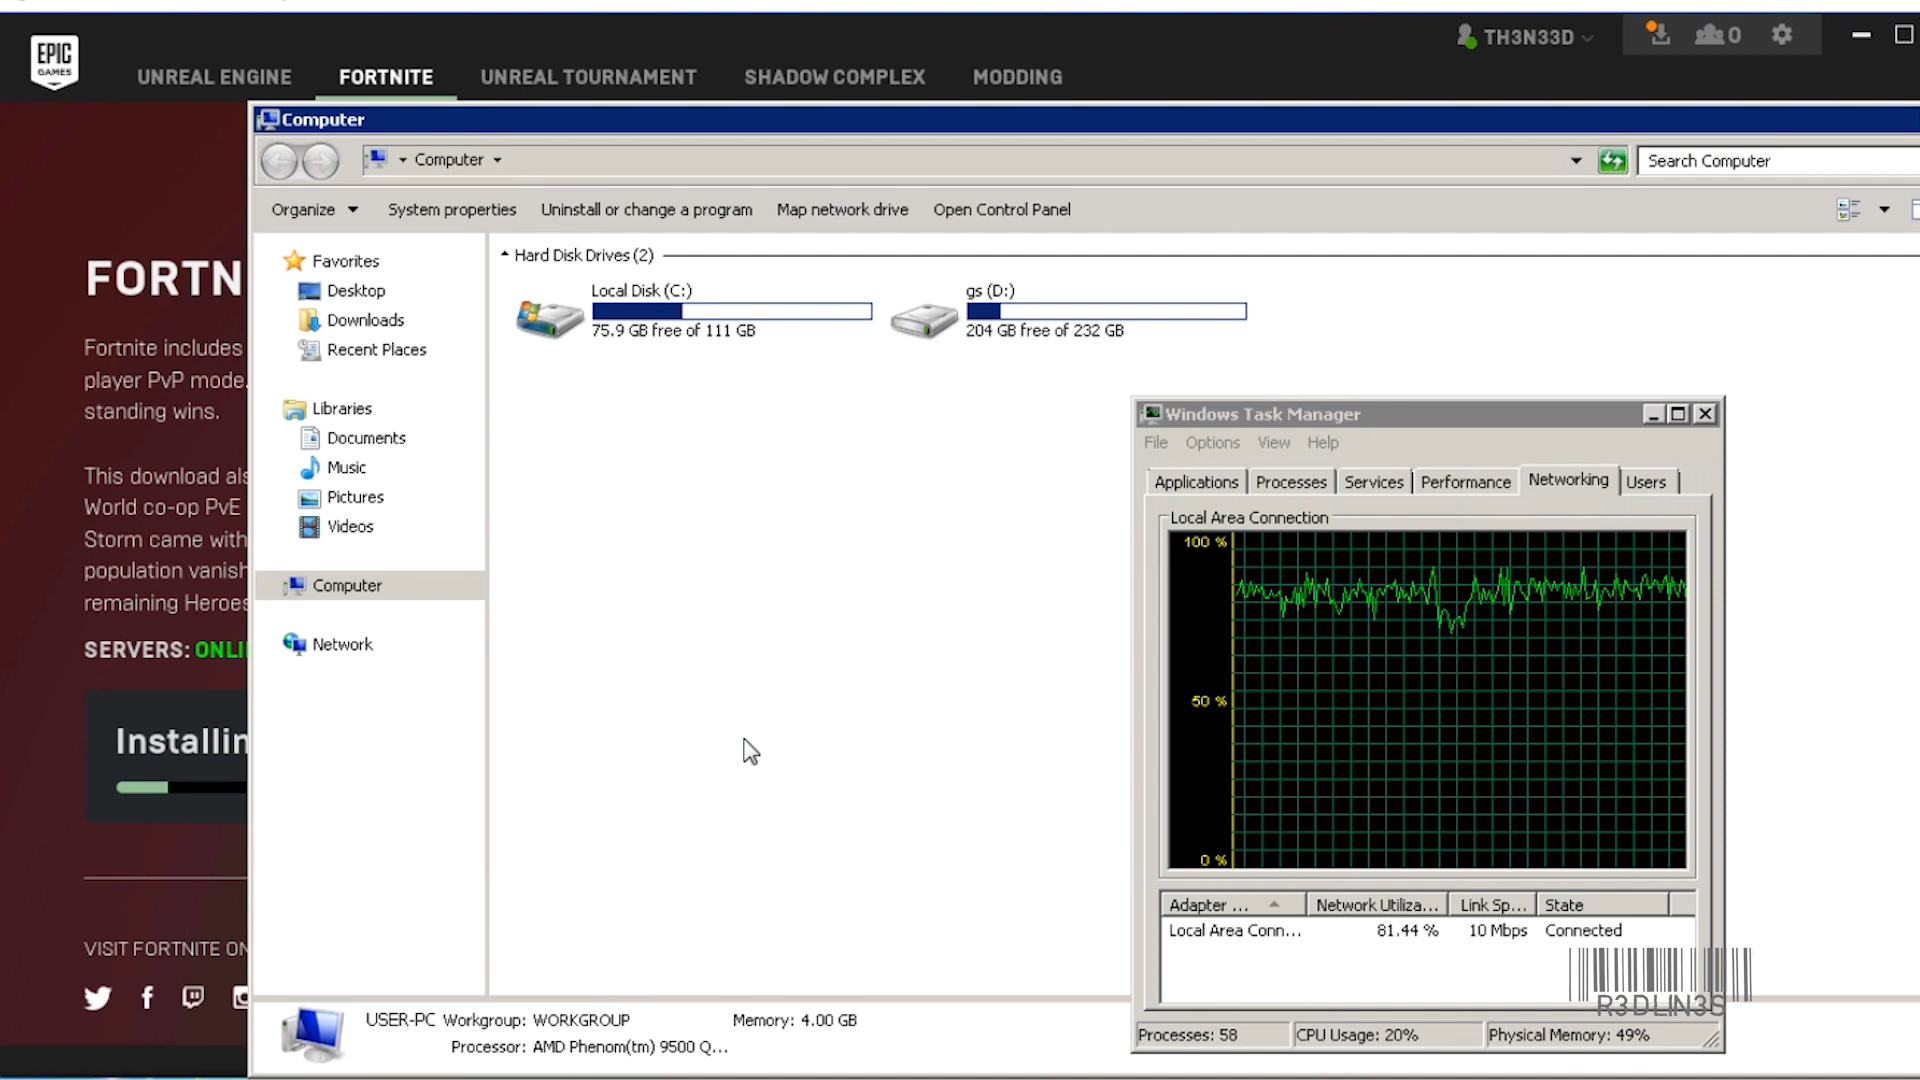 EPIC
GAMES
UNREAL ENGINE
FORTNITE
UNREAL TOURNAMENT
SHADOW COMPLEX
MODDING
TH3N33D
0
Computer
Computer
Search Computer
Organize
System properties
Uninstall or change a program
Map network drive
Open Control Panel
FORTN
Fortnite includes
player PvP mode.
standing wins.
This download als
World co-op PvE
Storm came with
population vanish
remaining Heroes
SERVERS: ONLI
Installin
VISIT FORTNITE ON
Favorites
Desktop
Downloads
Recent Places
Libraries
Documents
Music
Pictures
Videos
Computer
Network
Hard Disk Drives (2)
Local Disk (C:)
75.9 GB free of 111 GB
gs (D:)
204 GB free of 232 GB
Windows Task Manager
File Options View Help
Applications Processes Services Performance Networking Users
Local Area Connection
100 %
50 %
0 %
Adapter ... Network Utiliza... Link Sp... State
Local Area Conn... 81.44 % 10 Mbps Connected
R3DLIN3S
Processes: 58 CPU Usage: 20% Physical Memory: 49%
USER-PC Workgroup: WORKGROUP Memory: 4.00 GB
Processor: AMD Phenom(tm) 9500 Q...